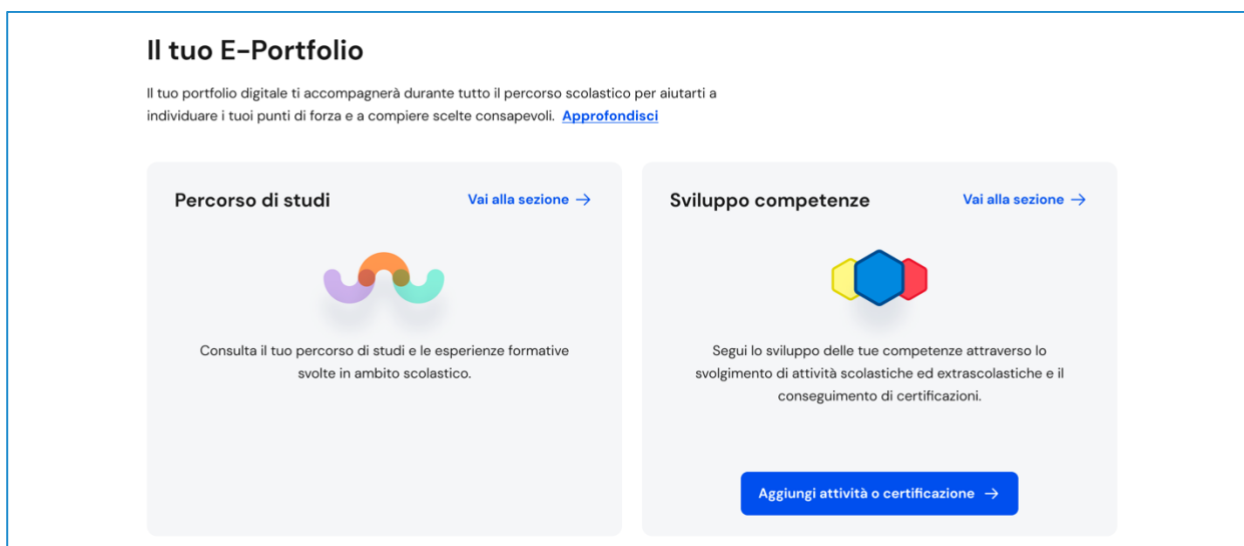 Il tuo E-Portfolio
Il tuo portfolio digitale ti accompagnerà durante tutto il percorso scolastico per aiutarti a
individuare i tuoi punti di forza e a compiere scelte consapevoli. Approfondisci
Percorso di studi
Vai alla sezione →
Consulta il tuo percorso di studi e le esperienze formative
svolte in ambito scolastico.
Sviluppo competenze
Vai alla sezione →
Segui lo sviluppo delle tue competenze attraverso lo
svolgimento di attività scolastiche ed extrascolastiche e il
conseguimento di certificazioni.
Aggiungi attività o certificazione →